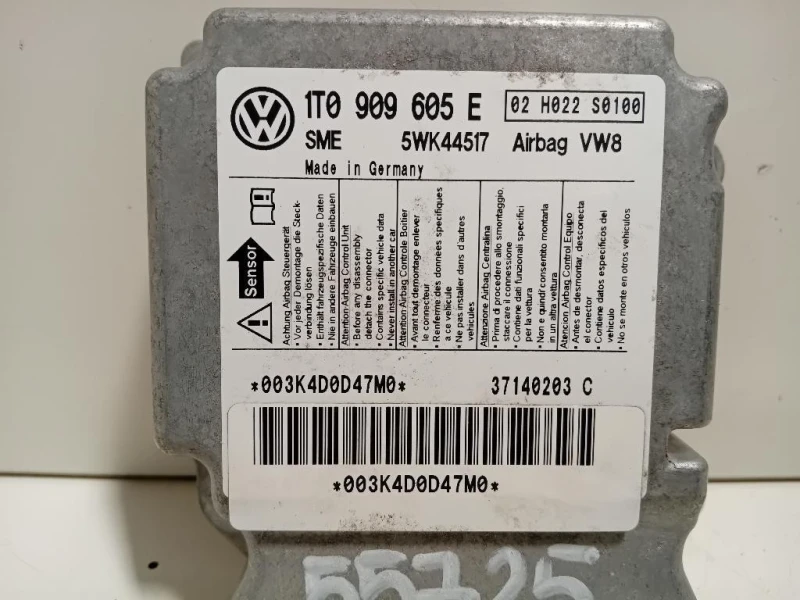 1T0 909 605 E
02 H022 S0100
SME 5WK44517 Airbag VW8
Made in Germany
Sensor
Achtung Airbag Steuergerät
• Vor jeder Demontage die Steck-
verbindung lösen
• Enthält fahrzeugspezifische Daten
• Nie in andere Fahrzeuge einbauen
Attention Airbag Control Unit
• Before any disassembly
detach the connector
• Contains specific vehicle data
• Never install in another car
Attention Airbag Controle Boitier
• Avant tout demontage enlever
le connecteur
• Renferme des données spécifiques
a ce véhicule
• Ne pas installer dans d'autres
véhicules
Attenzione Airbag Centralina
• Prima di procedere allo smontaggio,
staccare il connessione
• Contiene dati funzionali specifici
per la vettura
• Non e quindi consentito montarla
in un altra vettura
Atencion Airbag Control Equipo
• Antes de desmontar, desconecta
el conector
• Contiene datos especificos del
vehiculo
• No se monte en otros vehiculos
*003K4D0D47M0* 37140203 C
*003K4D0D47M0*
55725